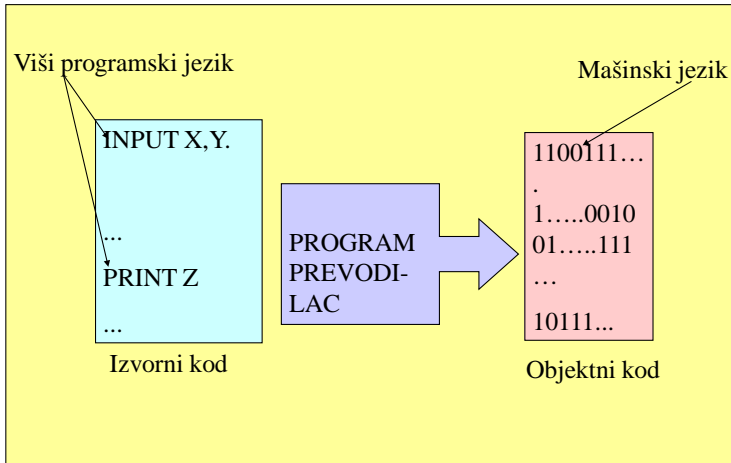 Viši programski jezik
Mašinski jezik
INPUT X,Y.
...
PRINT Z
...
Izvorni kod
PROGRAM
PREVODI-
LAC
1100111…
.
1…..0010
01…..111
…
10111...
Objektni kod